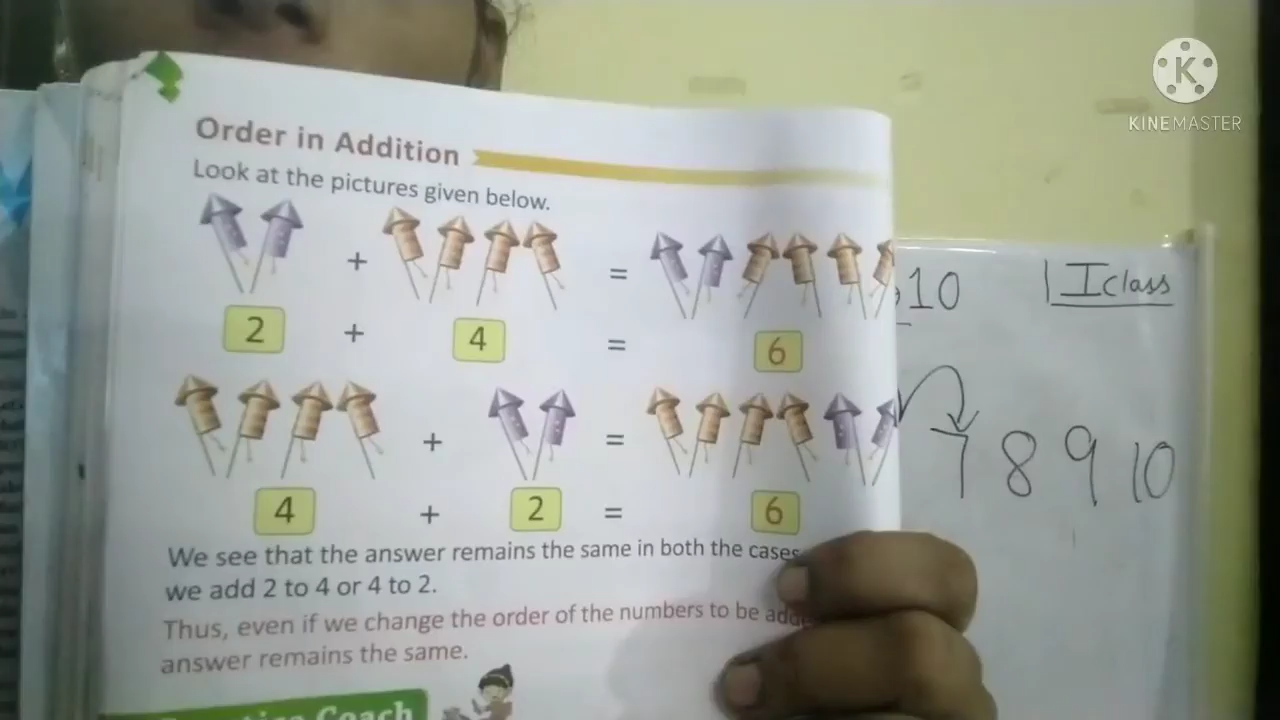 Order in Addition
Look at the pictures given below.
+ =
2 + 4 = 6
+ =
4 + 2 = 6
We see that the answer remains the same in both the cases
we add 2 to 4 or 4 to 2.
Thus, even if we change the order of the numbers to be
answer remains the same.
Coach
10
I class
7 8 9 10
K
KINEMASTER